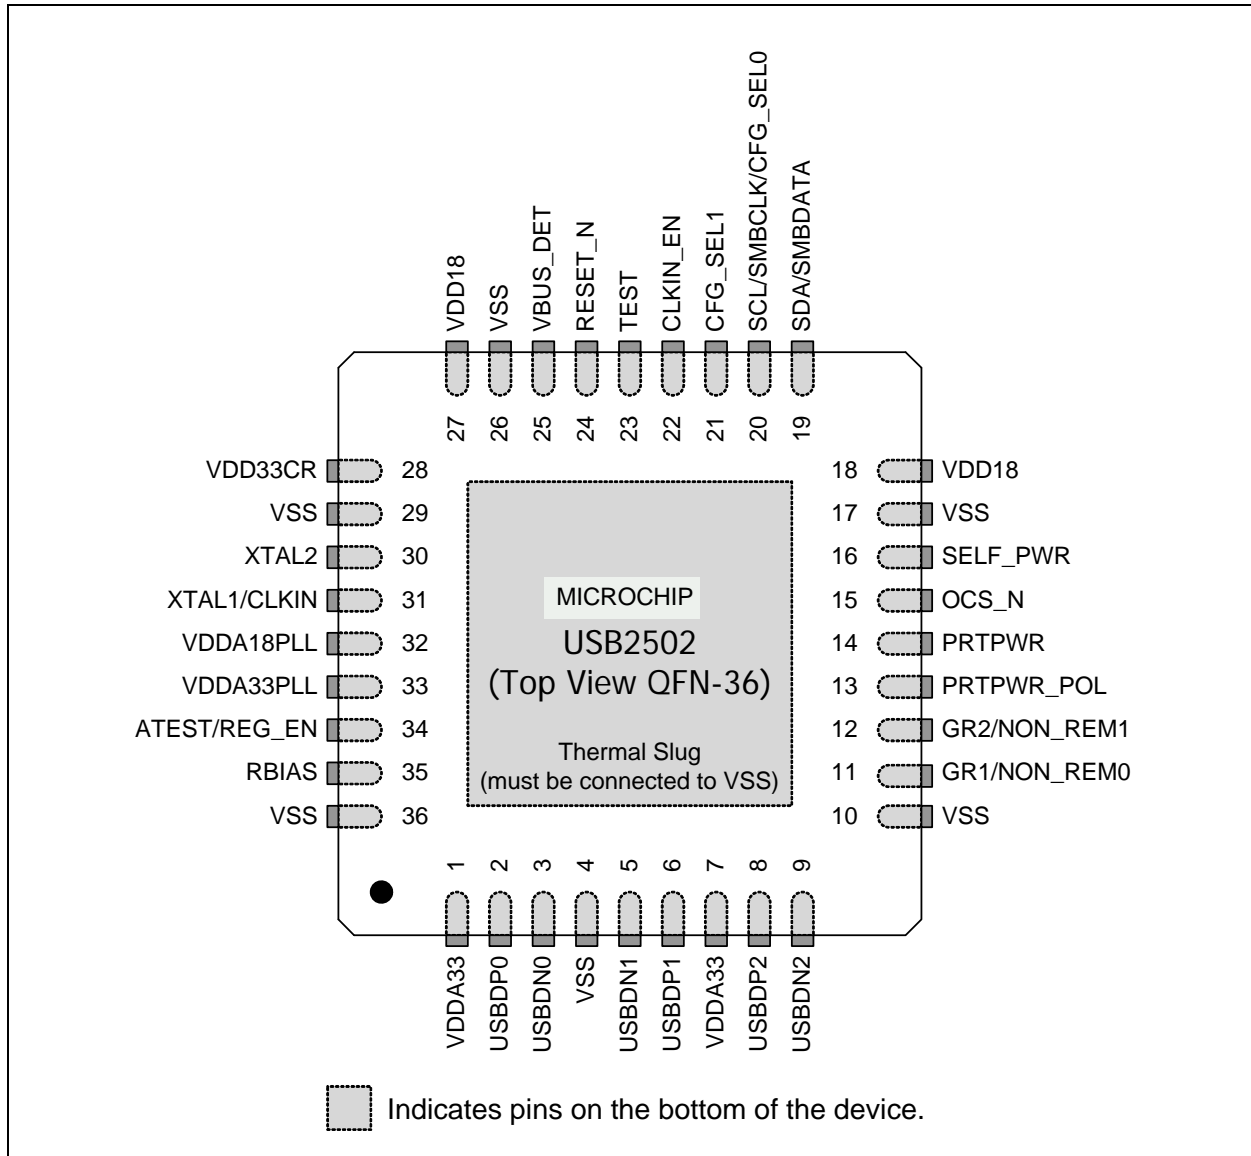 VDD18
VSS
VBUS_DET
RESET_N
TEST
CLKIN_EN
CFG_SEL1
SCL/SMBCLK/CFG_SEL0
SDA/SMBDATA
27
26
25
24
23
22
21
20
19
VDD33CR 28
VSS 29
XTAL2 30
XTAL1/CLKIN 31
VDDA18PLL 32
VDDA33PLL 33
ATEST/REG_EN 34
RBIAS 35
VSS 36
MICROCHIP
USB2502
(Top View QFN-36)
Thermal Slug
(must be connected to VSS)
18 VDD18
17 VSS
16 SELF_PWR
15 OCS_N
14 PRTPWR
13 PRTPWR_POL
12 GR2/NON_REM1
11 GR1/NON_REM0
10 VSS
1
2
3
4
5
6
7
8
9
VDDA33
USBDP0
USBDN0
VSS
USBDN1
USBDP1
VDDA33
USBDP2
USBDN2
Indicates pins on the bottom of the device.